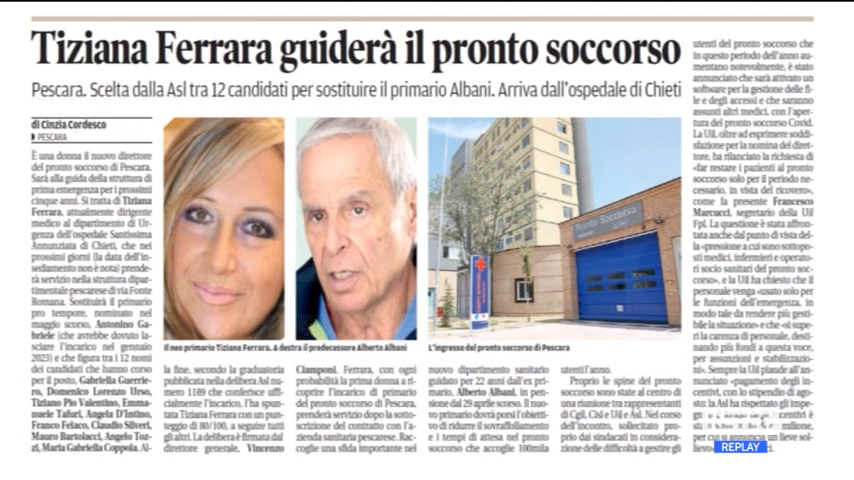 Tiziana Ferrara guiderà il pronto soccorso
Pescara. Scelta dalla Asl tra 12 candidati per sostituire il primario Albani. Arriva dall'ospedale di Chieti
di Cinzia Cordesco
PESCARA
È una donna il nuovo direttore
del pronto soccorso di Pescara.
Sarà alla guida della struttura di
prima emergenza per i prossimi
cinque anni. Si tratta di Tiziana
Ferrara, attualmente dirigente
medico al dipartimento di Ur-
genza dell'ospedale Santissima
Annunziata di Chieti, che nei
prossimi giorni (la data dell'in-
sediamento non è nota) prende-
rà servizio nella struttura dipar-
timentale pescarese di via Fonte
Romana. Sostituirà il primario
pro tempore, nominato nel
maggio scorso, Antonino Ga-
briele (che avrebbe dovuto la-
sciare l'incarico nel gennaio
2023) e che figura tra i 12 nomi
dei candidati che hanno corso
per il posto, Gabriella Guerrie-
ro, Domenico Lorenzo Urso,
Tiziano Pio Valentino, Emma-
nuele Tafuri, Angela D'Intino,
Franco Felaco, Claudio Silveri,
Mauro Bartolacci, Angelo Toz-
zi, Maria Gabriella Coppola. Al-
Il neo primario Tiziana Ferrara. A destra il predecessore Alberto Albani
la fine, secondo la graduatoria
pubblicata nella delibera Asl nu-
mero 1189 che conferisce uffi-
cialmente l'incarico, l'ha spun-
tata Tiziana Ferrara con un pun-
teggio di 80/100, a seguire tutti
gli altri. La delibera è firmata dal
direttore generale, Vincenzo
Ciamponi. Ferrara, con ogni
probabilità la prima donna a ri-
coprire l'incarico di primario
del pronto soccorso di Pescara,
prenderà servizio dopo la sotto-
scrizione del contratto con l'a-
zienda sanitaria pescarese. Rac-
coglie una sfida importante nel
Pronto Soccorso
L'ingresso del pronto soccorso di Pescara
nuovo dipartimento sanitario
guidato per 22 anni dall'ex pri-
mario, Alberto Albani, in pen-
sione dal 29 aprile scorso. Il nuo-
vo primario dovrà porsi l'obietti-
vo di ridurre il sovraffollamento
e i tempi di attesa nel pronto
soccorso che accoglie 100mila
utenti l'anno.
Proprio le spine del pronto
soccorso sono state al centro di
una riunione tra rappresentanti
di Cgil, Cisl e Uil e Asl. Nel corso
dell'incontro, sollecitato pro-
prio dai sindacati in considera-
zione delle difficoltà a gestire gli
utenti del pronto soccorso che
in questo periodo dell'anno au-
mentano notevolmente, è stato
annunciato che sarà attivato un
software per la gestione delle fi-
le e degli accessi e che saranno
assunti altri medici, con l'aper-
tura del pronto soccorso Covid.
La Uil, oltre ad esprimere soddi-
sfazione per la nomina del diret-
tore, ha rilanciato la richiesta di
«far restare i pazienti al pronto
soccorso solo per il periodo ne-
cessario, in vista del ricovero»,
come fa presente Francesco
Marcucci, segretario della Uil
Fpl. La questione è stata affron-
tata anche dal punto di vista del-
la «pressione a cui sono sottopo-
sti medici, infermieri e operato-
ri socio sanitari del pronto soc-
corso», e la Uil ha chiesto che il
personale venga «usato solo per
le funzioni dell'emergenza, in
modo tale da rendere più gesti-
bile la situazione» e che «si supe-
ri la carenza di personale, desti-
nando più fondi a questa voce,
per assunzioni e stabilizzazio-
ni». Sempre la Uil plaude all'an-
nunciato «pagamento degli in-
centivi, con lo stipendio di ago-
sto: la Asl ha rispettato gli impe-
milione,
per cui si annuncia un lieve sol-
lievo»
REPLAY